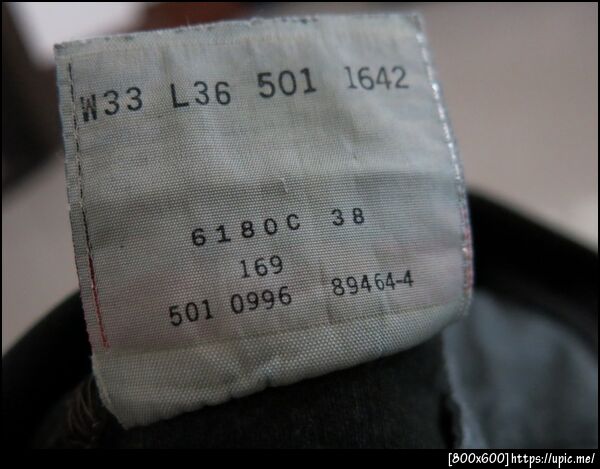 W33 L36 501 1642
6180C 38
169
501 0996 89464-4
[800x600]https://upic.me/